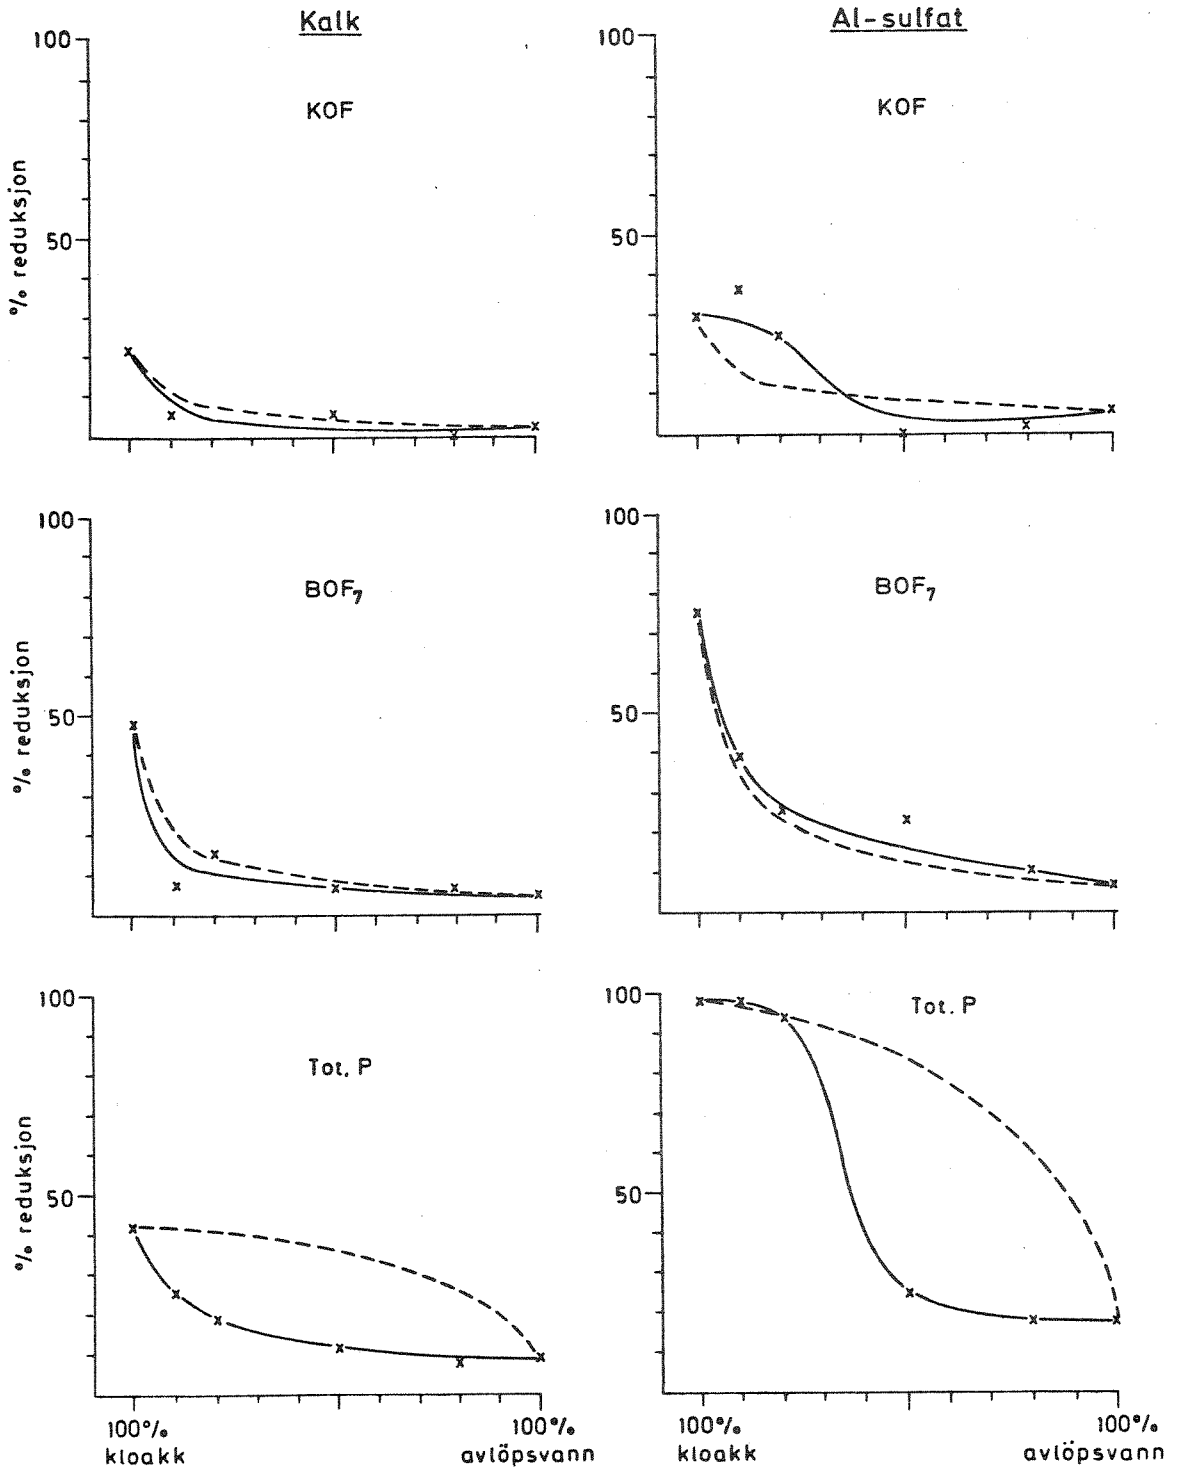 Kalk
Al-sulfat
100
KOF
50
% reduksjon
100
KOF
50
100
BOF7
50
% reduksjon
100
BOF7
50
100
Tot. P
50
% reduksjon
100
Tot. P
50
100%
kloakk
100%
avlöpsvann
100%
kloakk
100%
avlöpsvann